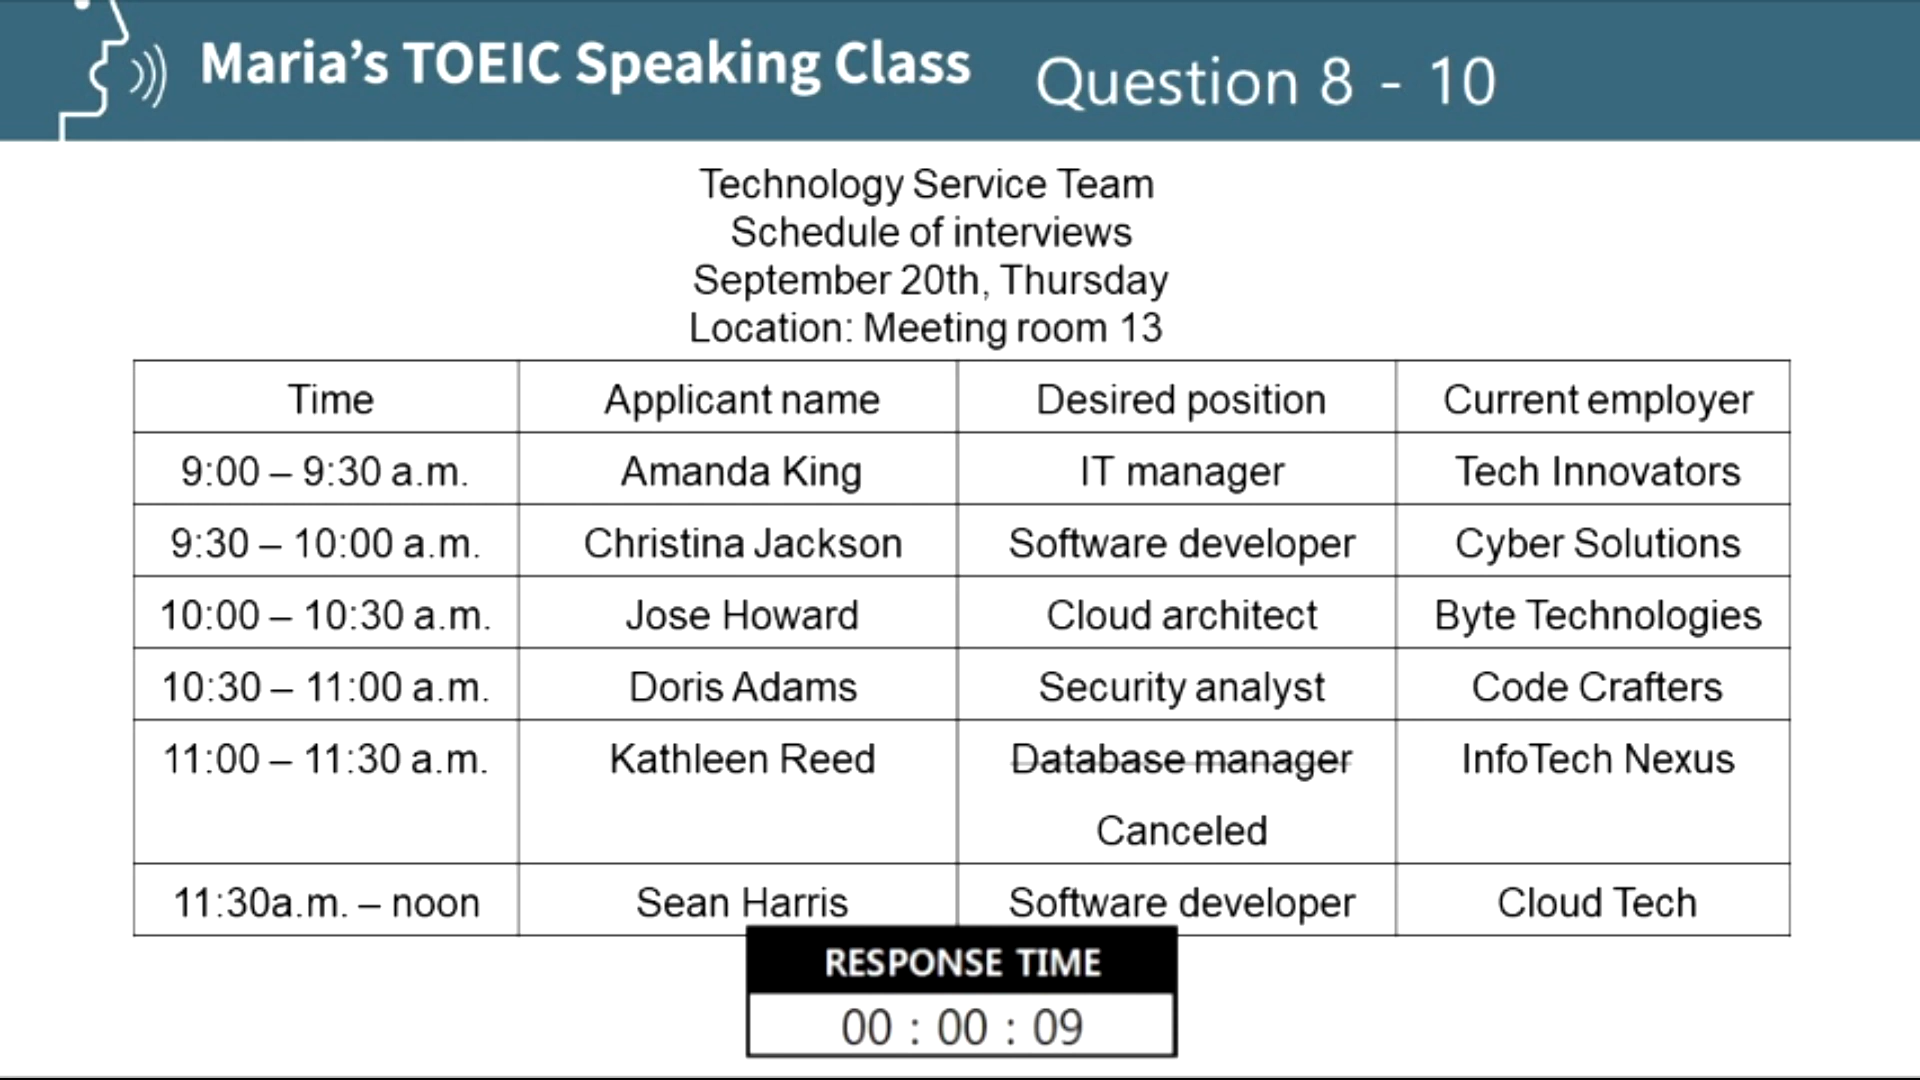 Maria's TOEIC Speaking Class Question 8 - 10
Technology Service Team
Schedule of interviews
September 20th, Thursday
Location: Meeting room 13
Time Applicant name Desired position Current employer
9:00 – 9:30 a.m. Amanda King IT manager Tech Innovators
9:30 – 10:00 a.m. Christina Jackson Software developer Cyber Solutions
10:00 – 10:30 a.m. Jose Howard Cloud architect Byte Technologies
10:30 – 11:00 a.m. Doris Adams Security analyst Code Crafters
11:00 – 11:30 a.m. Kathleen Reed Database manager InfoTech Nexus
Canceled
11:30a.m. – noon Sean Harris Software developer Cloud Tech
RESPONSE TIME
00 : 00 : 09